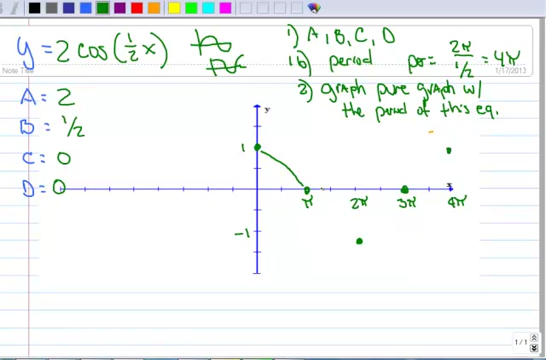 y = 2 cos(½x)
1) A, B, C, D
1b) period per = 2π / 1/2 = 4π
Note Title
1/17/2013
2) graph pure graph w/
the period of this eq.
A = 2
B = 1/2
C = 0
D = 0
y
1
x
π 2π 3π 4π
-1
1/1